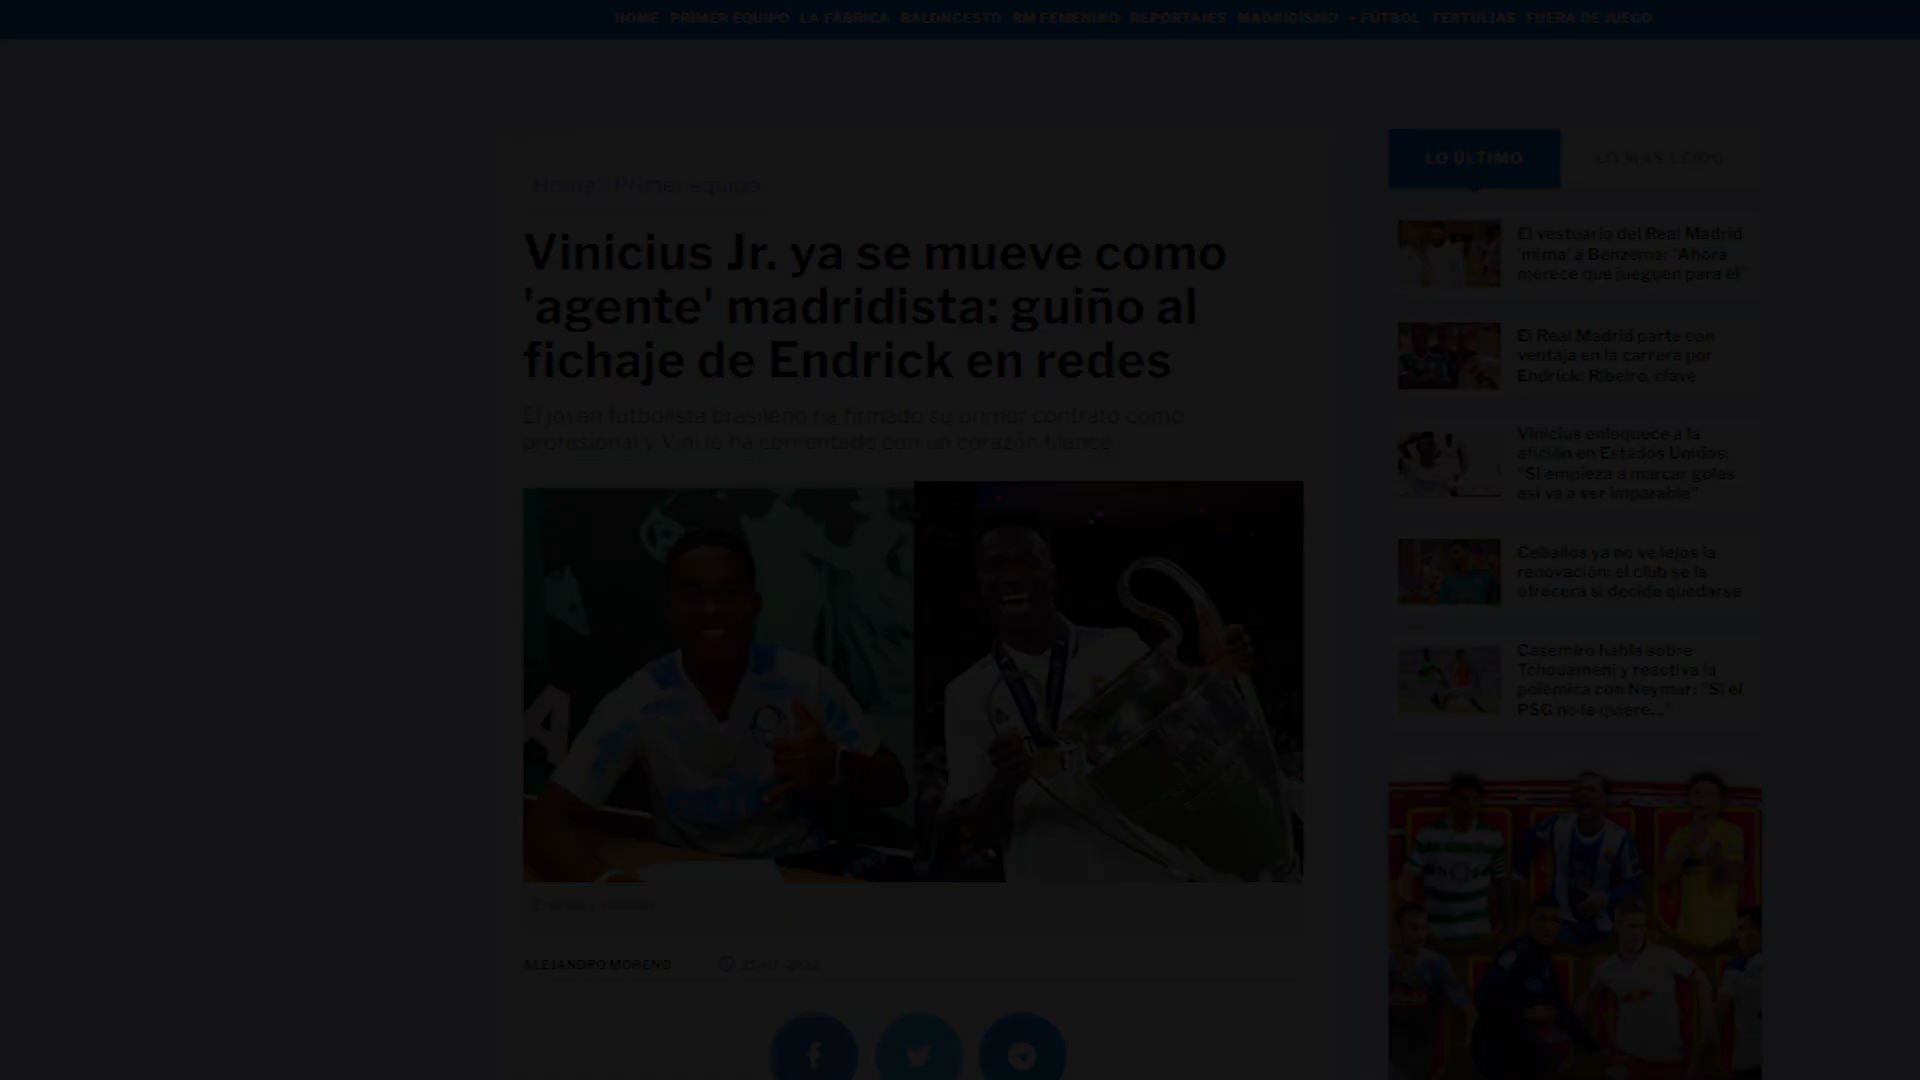 HOME PRIMER EQUIPO LA FÁBRICA BALONCESTO RM FEMENINO REPORTAJES MADRIDISMO + FÚTBOL TERTULIAS FUERA DE JUEGO
Home / Primer equipo
Vinicius Jr. ya se mueve como
'agente' madridista: guiño al
fichaje de Endrick en redes
El joven futbolista brasileño ha firmado su primer contrato como
profesional y Vini le ha comentado con un corazón blanco
ALEJANDRO MORENO
LO ÚLTIMO LO MÁS LEÍDO
El vestuario del Real Madrid
'mima' a Benzema: "Ahora
merece que jueguen para él"
El Real Madrid parte con
ventaja en la carrera por
Endrick: Ribeiro, clave
Vinicius enloquece a la
afición en Estados Unidos:
"Si empieza a marcar goles
así va a ser imparable"
Ceballos ya no ve lejos la
renovación: el club se la
ofrecerá si decide quedarse
Casemiro habla sobre
Tchouameni y reactiva la
polémica con Neymar: "Si el
PSG no le quiere..."